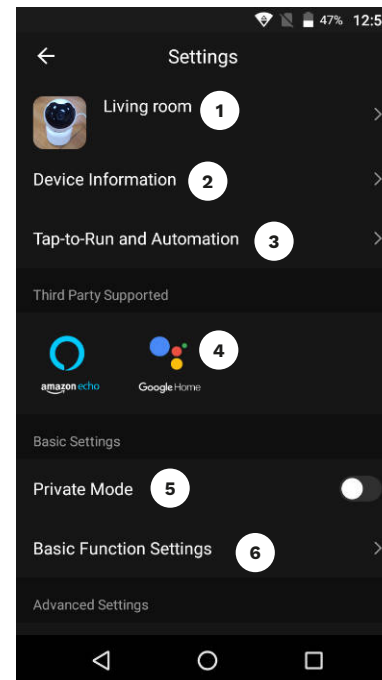 47% 12:5
Settings
Living room 1
Device Information 2
Tap-to-Run and Automation 3
Third Party Supported
4
amazon echo Google Home
Basic Settings
Private Mode 5
Basic Function Settings 6
Advanced Settings